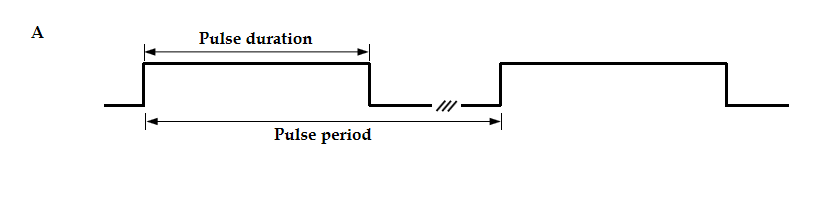 A
Pulse duration
Pulse period